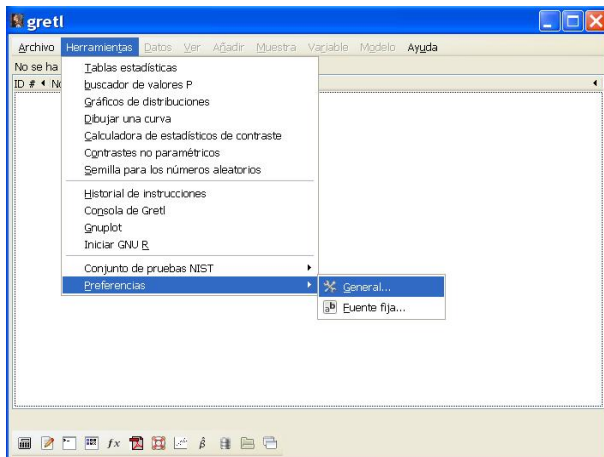 gretl
Archivo Herramientas Datos Ver Añadir Muestra Variable Modelo Ayuda
No se ha
ID #
Tablas estadísticas
buscador de valores P
Gráficos de distribuciones
Dibujar una curva
Calculadora de estadísticos de contraste
Contrastes no paramétricos
Semilla para los números aleatorios
Historial de instrucciones
Consola de Gretl
Gnuplot
Iniciar GNU R
Conjunto de pruebas NIST
Preferencias
General...
Fuente fija...